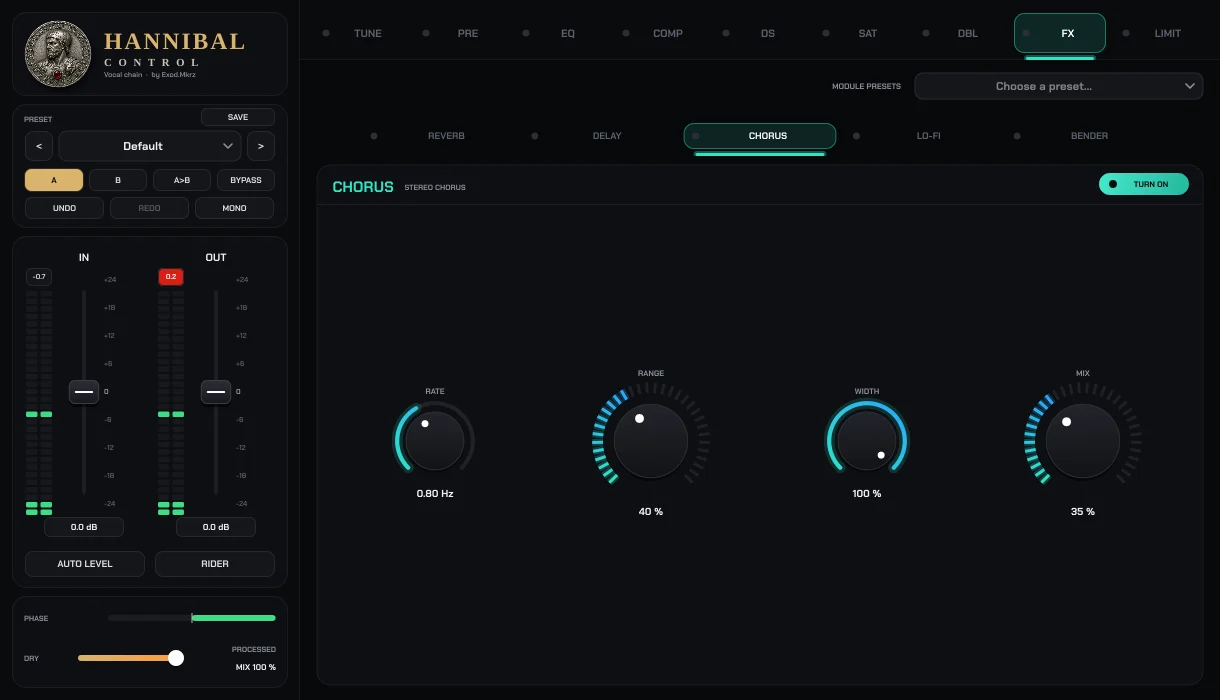 HANNIBAL
CONTROL
Vocal chain · by Exod.Mkrz
PRESET
SAVE
<
Default
>
A
B
A>B
BYPASS
UNDO
REDO
MONO
IN
OUT
-0.7
0.2
+24
+18
+12
+6
0
-6
-12
-18
-24
+24
+18
+12
+6
0
-6
-12
-18
-24
0.0 dB
0.0 dB
AUTO LEVEL
RIDER
PHASE
DRY
PROCESSED
MIX 100 %
TUNE
PRE
EQ
COMP
DS
SAT
DBL
FX
LIMIT
MODULE PRESETS
Choose a preset...
REVERB
DELAY
CHORUS
LO-FI
BENDER
CHORUS
STEREO CHORUS
TURN ON
RATE
0.80 Hz
RANGE
40 %
WIDTH
100 %
MIX
35 %